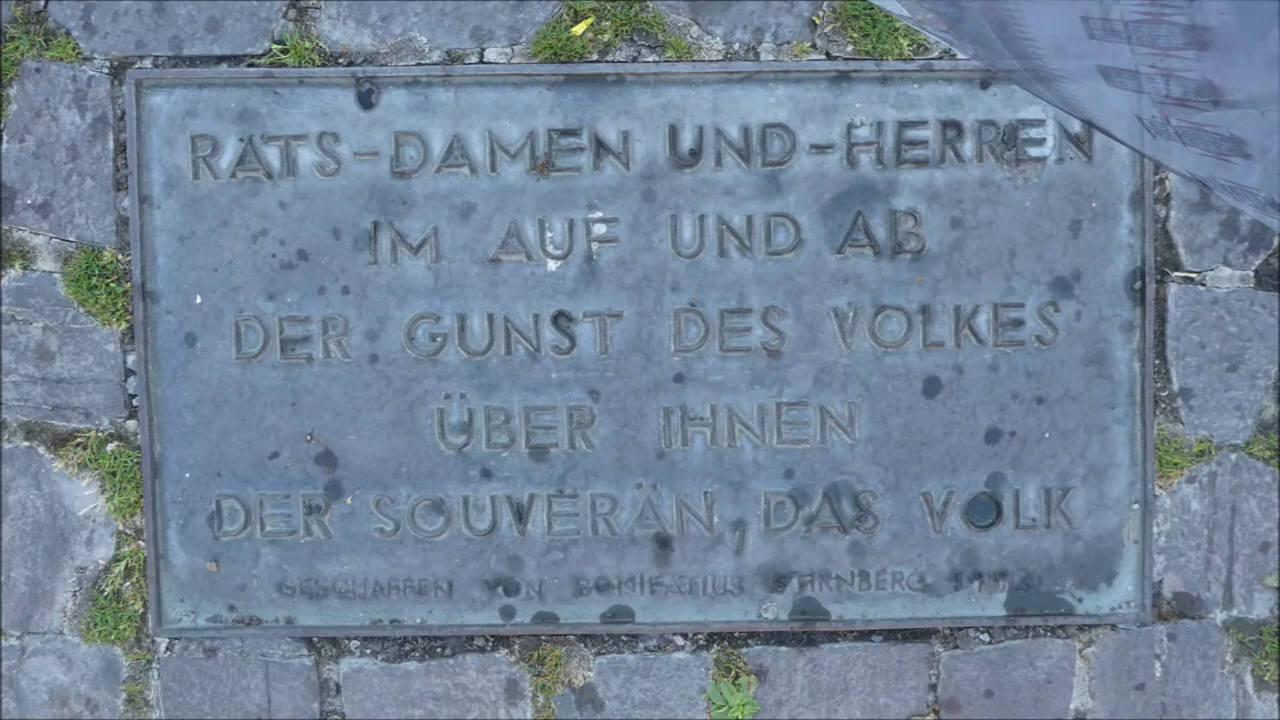 RATS-DAMEN UND-HERREN
IM AUF UND AB
DER GUNST DES VOLKES
ÜBER IHNEN
DER SOUVERÄN, DAS VOLK
GESCHAFFEN VON BONIFATIUS STIRNBERG